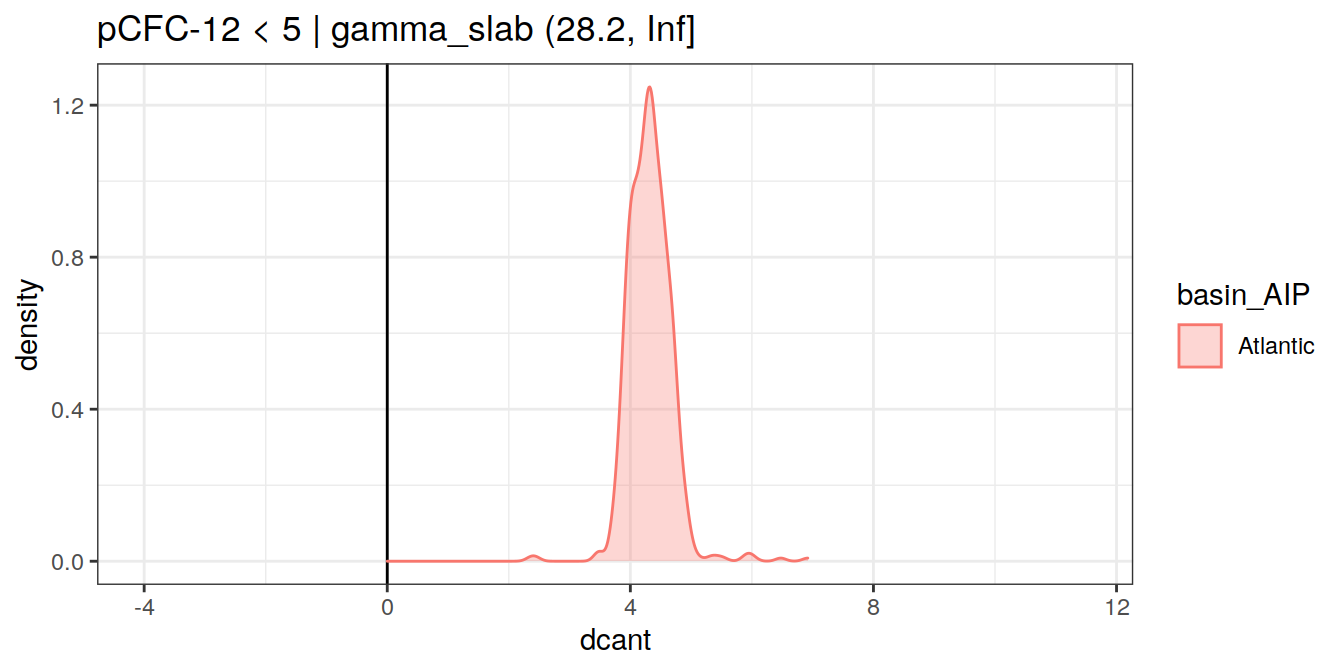 pCFC-12 < 5 | gamma_slab (28.2, Inf]
1.2
0.8
0.4
0.0
density
-4
0
4
8
12
dcant
basin_AIP
Atlantic